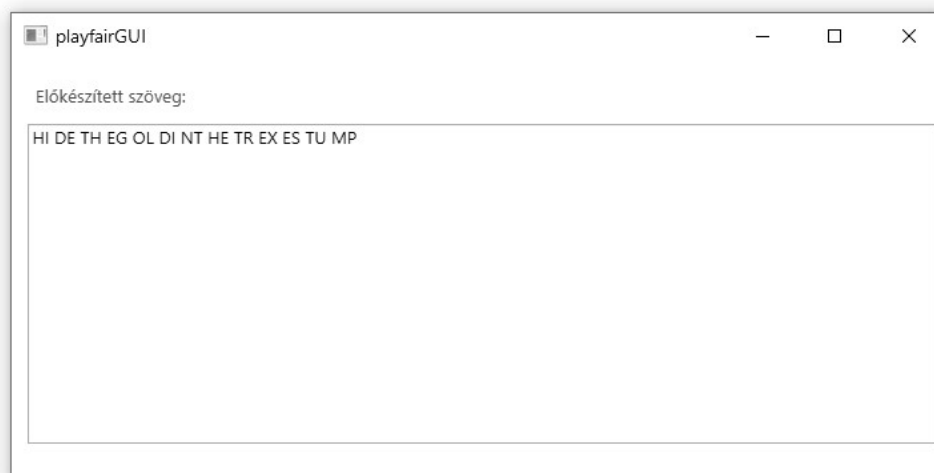 playfairGUI
Előkészített szöveg:
HI DE TH EG OL DI NT HE TR EX ES TU MP